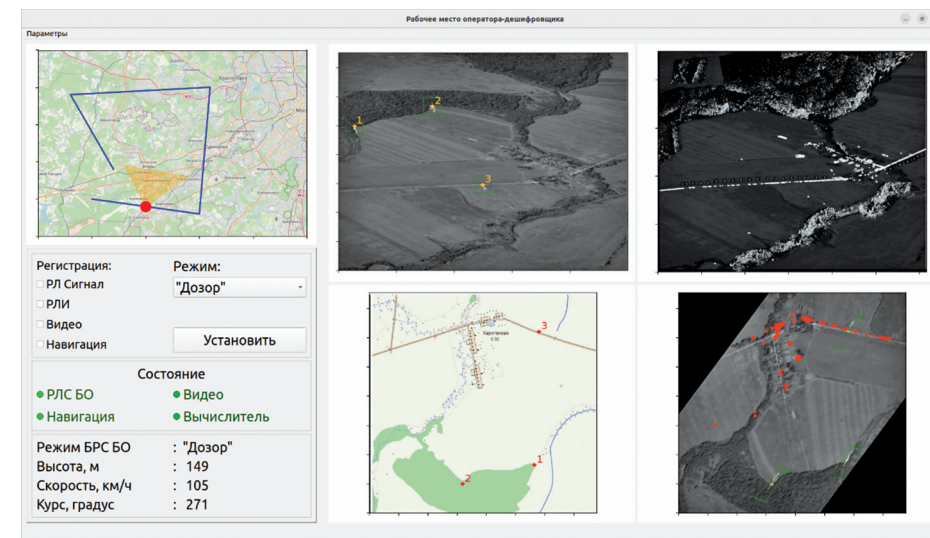 Рабочее место оператора-дешифровщика
Параметры
Красногорск
1
2
3
Регистрация:
Режим:
РЛ Сигнал
"Дозор"
РЛИ
Видео
Навигация
Установить
Состояние
РЛС БО
Видео
Навигация
Вычислитель
Режим БРС БО : "Дозор"
Высота, м : 149
Скорость, км/ч : 105
Курс, градус : 271
3
1
2